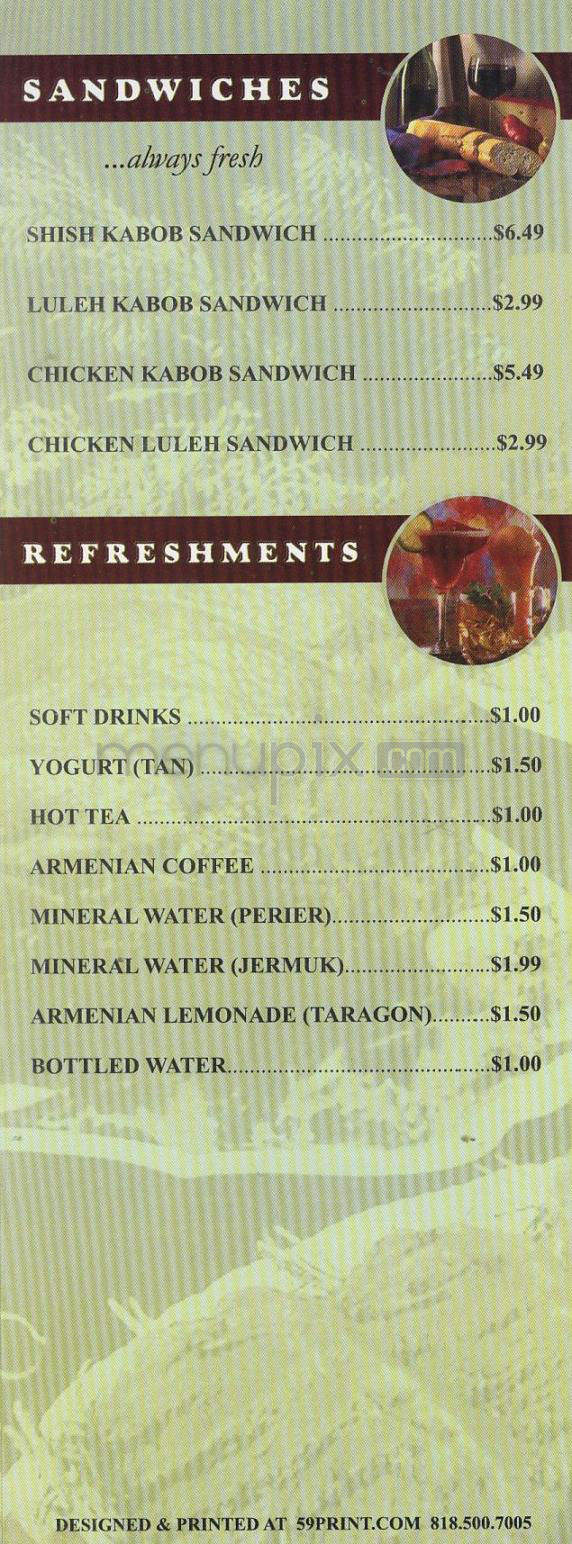 SANDWICHES
...always fresh
SHISH KABOB SANDWICH ............................$6.49
LULEH KABOB SANDWICH ..........................$2.99
CHICKEN KABOB SANDWICH .....................$5.49
CHICKEN LULEH SANDWICH ......................$2.99
REFRESHMENTS
SOFT DRINKS ..................................................$1.00
menupix.com
YOGURT (TAN) ................................................$1.50
HOT TEA ..........................................................$1.00
ARMENIAN COFFEE ......................................$1.00
MINERAL WATER (PERIER)..........................$1.50
MINERAL WATER (JERMUK)........................$1.99
ARMENIAN LEMONADE (TARAGON)..........$1.50
BOTTLED WATER...........................................$1.00
DESIGNED & PRINTED AT 59PRINT.COM 818.500.7005